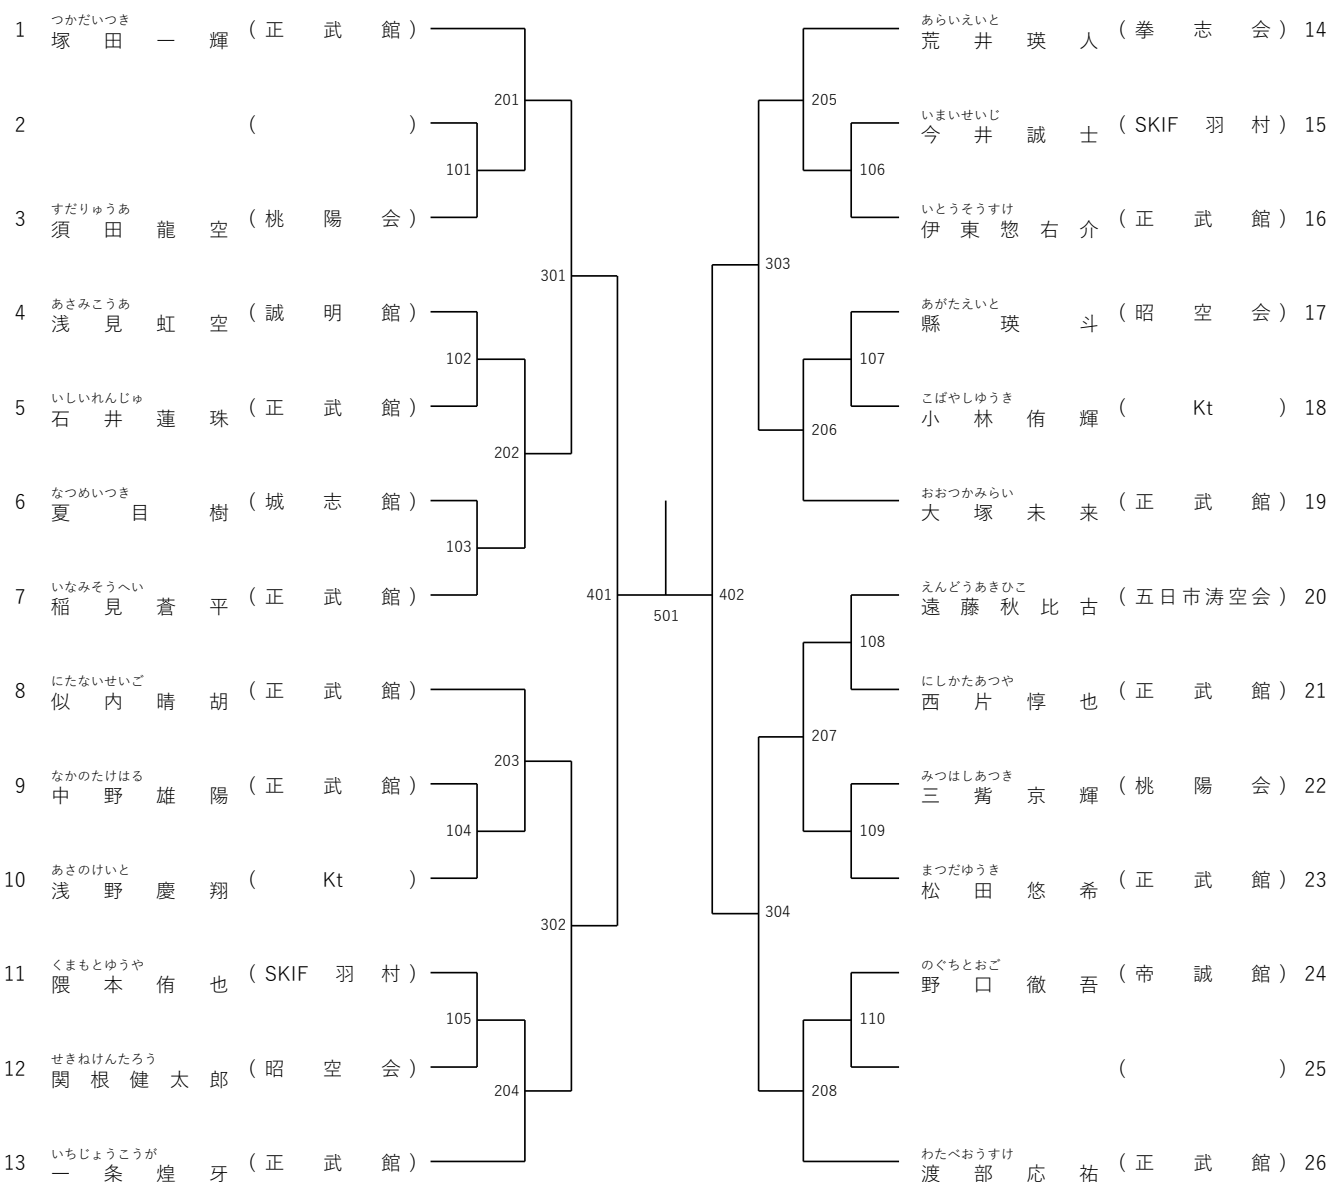 つかだいつき
1 塚田一輝 (正武館)
201
2 ( )
101
すだりゅうあ
3 須田龍空 (桃陽会)
301
あさみこうあ
4 浅見虹空 (誠明館)
102
いしいれんじゅ
5 石井蓮珠 (正武館)
202
なつめいつき
6 夏目樹 (城志館)
103
いなみそうへい
7 稲見蒼平 (正武館)
401
501
にたないせいご
8 似内晴胡 (正武館)
203
なかのたけはる
9 中野雄陽 (正武館)
104
あさのけいと
10 浅野慶翔 (Kt)
302
くまもとゆうや
11 隈本侑也 (SKIF羽村)
105
せきねけんたろう
12 関根健太郎 (昭空会)
204
いちじょうこうが
13 一条煌牙 (正武館)
あらいえいと
荒井瑛人 (拳志会) 14
205
いまいせいじ
今井誠士 (SKIF羽村) 15
106
いとうそうすけ
伊東惣右介 (正武館) 16
303
あがたえいと
縣瑛斗 (昭空会) 17
107
こばやしゆうき
小林侑輝 (Kt) 18
206
おおつかみらい
大塚未来 (正武館) 19
402
えんどうあきひこ
遠藤秋比古 (五日市涛空会) 20
108
にしかたあつや
西片惇也 (正武館) 21
207
みつはしあつき
三觜京輝 (桃陽会) 22
109
まつだゆうき
松田悠希 (正武館) 23
304
のぐちとおご
野口徹吾 (帝誠館) 24
110
( ) 25
208
わたべおうすけ
渡部応祐 (正武館) 26